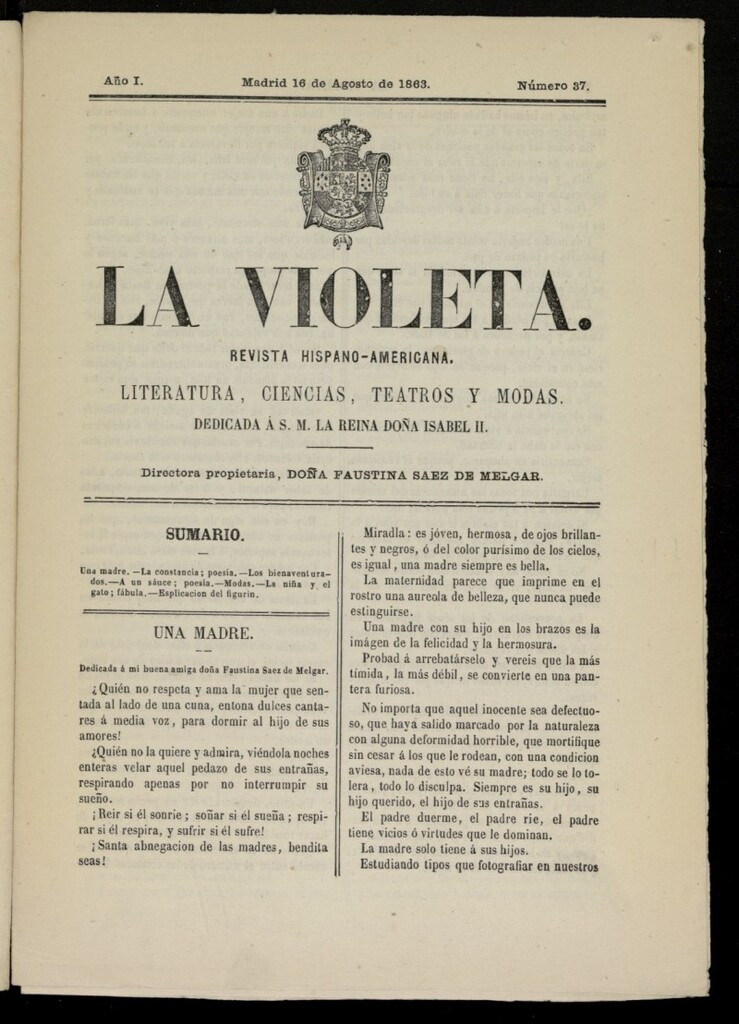 Año I.
Madrid 16 de Agosto de 1863.
Número 37.
LA VIOLETA.
REVISTA HISPANO-AMERICANA.
LITERATURA, CIENCIAS, TEATROS Y MODAS.
DEDICADA Á S. M. LA REINA DOÑA ISABEL II.
Directora propietaria, DOÑA FAUSTINA SAEZ DE MELGAR.
SUMARIO.
Una madre.—La constancia; poesía.—Los bienaventura-
dos.—A un sáuce; poesía.—Modas.—La niña y el
gato; fábula.—Esplicacion del figurin.
UNA MADRE.
Dedicada á mi buena amiga doña Faustina Saez de Melgar.
¿Quién no respeta y ama la mujer que sen-
tada al lado de una cuna, entona dulces canta-
res á media voz, para dormir al hijo de sus
amores!
¿Quién no la quiere y admira, viéndola noches
enteras velar aquel pedazo de sus entrañas,
respirando apenas por no interrumpir su
sueño.
¡Reir si él sonrie; soñar si él sueña; respi-
rar si él respira, y sufrir si él sufre!
¡Santa abnegacion de las madres, bendita
seas!
Miradla: es jóven, hermosa, de ojos brillan-
tes y negros, ó del color purísimo de los cielos,
es igual, una madre siempre es bella.
La maternidad parece que imprime en el
rostro una aureola de belleza, que nunca puede
estinguirse.
Una madre con su hijo en los brazos es la
imágen de la felicidad y la hermosura.
Probad á arrebatárselo y vereis que la más
tímida, la más débil, se convierte en una pan-
tera furiosa.
No importa que aquel inocente sea defectuo-
so, que haya salido marcado por la naturaleza
con alguna deformidad horrible, que mortifique
sin cesar á los que le rodean, con una condicion
aviesa, nada de esto vé su madre; todo se lo to-
lera, todo lo disculpa. Siempre es su hijo, su
hijo querido, el hijo de sus entrañas.
El padre duerme, el padre rie, el padre
tiene vicios ó virtudes que le dominan.
La madre solo tiene á sus hijos.
Estudiando tipos que fotografiar en nuestros